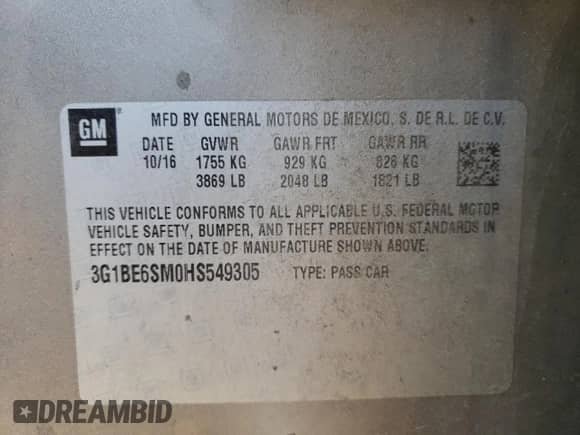 GM
MFD BY GENERAL MOTORS DE MEXICO, S. DE R.L. DE C.V.
DATE GVWR GAWR FRT GAWR RR
10/16 1755 KG 929 KG 826 KG
3869 LB 2048 LB 1821 LB
THIS VEHICLE CONFORMS TO ALL APPLICABLE U.S. FEDERAL MOTOR
VEHICLE SAFETY, BUMPER, AND THEFT PREVENTION STANDARDS IN
EFFECT ON THE DATE OF MANUFACTURE SHOWN ABOVE.
3G1BE6SM0HS549305 TYPE: PASS CAR
DREAMBID